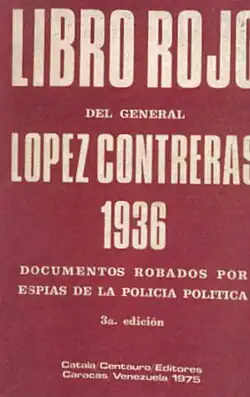 LIBRO ROJO
DEL GENERAL
LOPEZ CONTRERAS
1936
DOCUMENTOS ROBADOS POR
ESPIAS DE LA POLICIA POLITICA
3a. edición
Catalá/Centauro/Editores
Caracas/Venezuela 1975